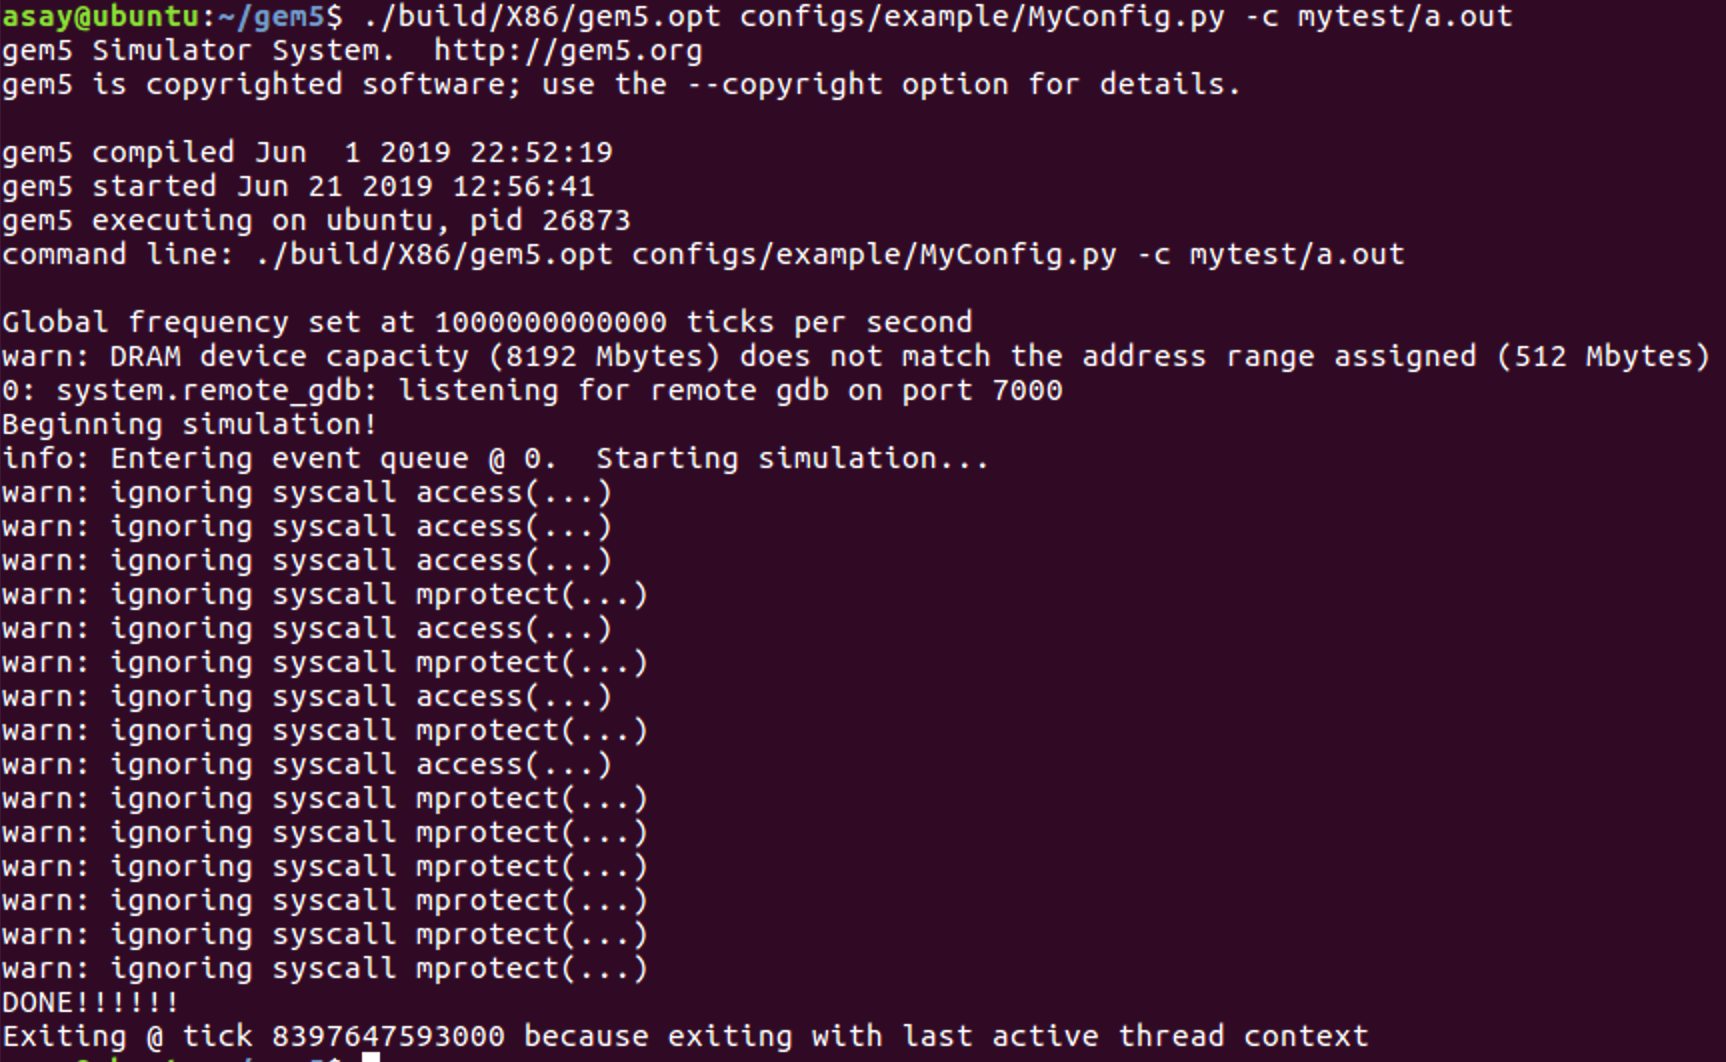 asay@ubuntu:~/gem5$ ./build/X86/gem5.opt configs/example/MyConfig.py -c mytest/a.out
gem5 Simulator System.  http://gem5.org
gem5 is copyrighted software; use the --copyright option for details.
gem5 compiled Jun  1 2019 22:52:19
gem5 started Jun 21 2019 12:56:41
gem5 executing on ubuntu, pid 26873
command line: ./build/X86/gem5.opt configs/example/MyConfig.py -c mytest/a.out
Global frequency set at 1000000000000 ticks per second
warn: DRAM device capacity (8192 Mbytes) does not match the address range assigned (512 Mbytes)
0: system.remote_gdb: listening for remote gdb on port 7000
Beginning simulation!
info: Entering event queue @ 0.  Starting simulation...
warn: ignoring syscall access(...)
warn: ignoring syscall access(...)
warn: ignoring syscall access(...)
warn: ignoring syscall mprotect(...)
warn: ignoring syscall access(...)
warn: ignoring syscall mprotect(...)
warn: ignoring syscall access(...)
warn: ignoring syscall mprotect(...)
warn: ignoring syscall access(...)
warn: ignoring syscall mprotect(...)
warn: ignoring syscall mprotect(...)
warn: ignoring syscall mprotect(...)
warn: ignoring syscall mprotect(...)
warn: ignoring syscall mprotect(...)
warn: ignoring syscall mprotect(...)
DONE!!!!!!
Exiting @ tick 8397647593000 because exiting with last active thread context